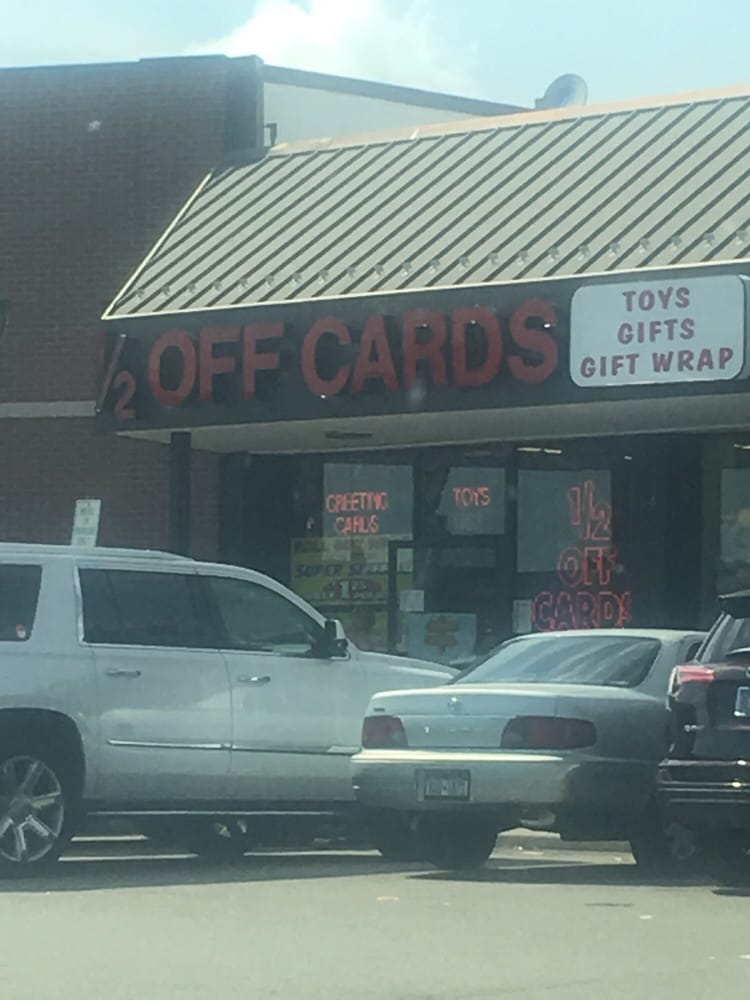 1/2 OFF CARDS
TOYS
GIFTS
GIFT WRAP
GREETING
CARDS
TOYS
1/2
OFF
CARDS
SUPER